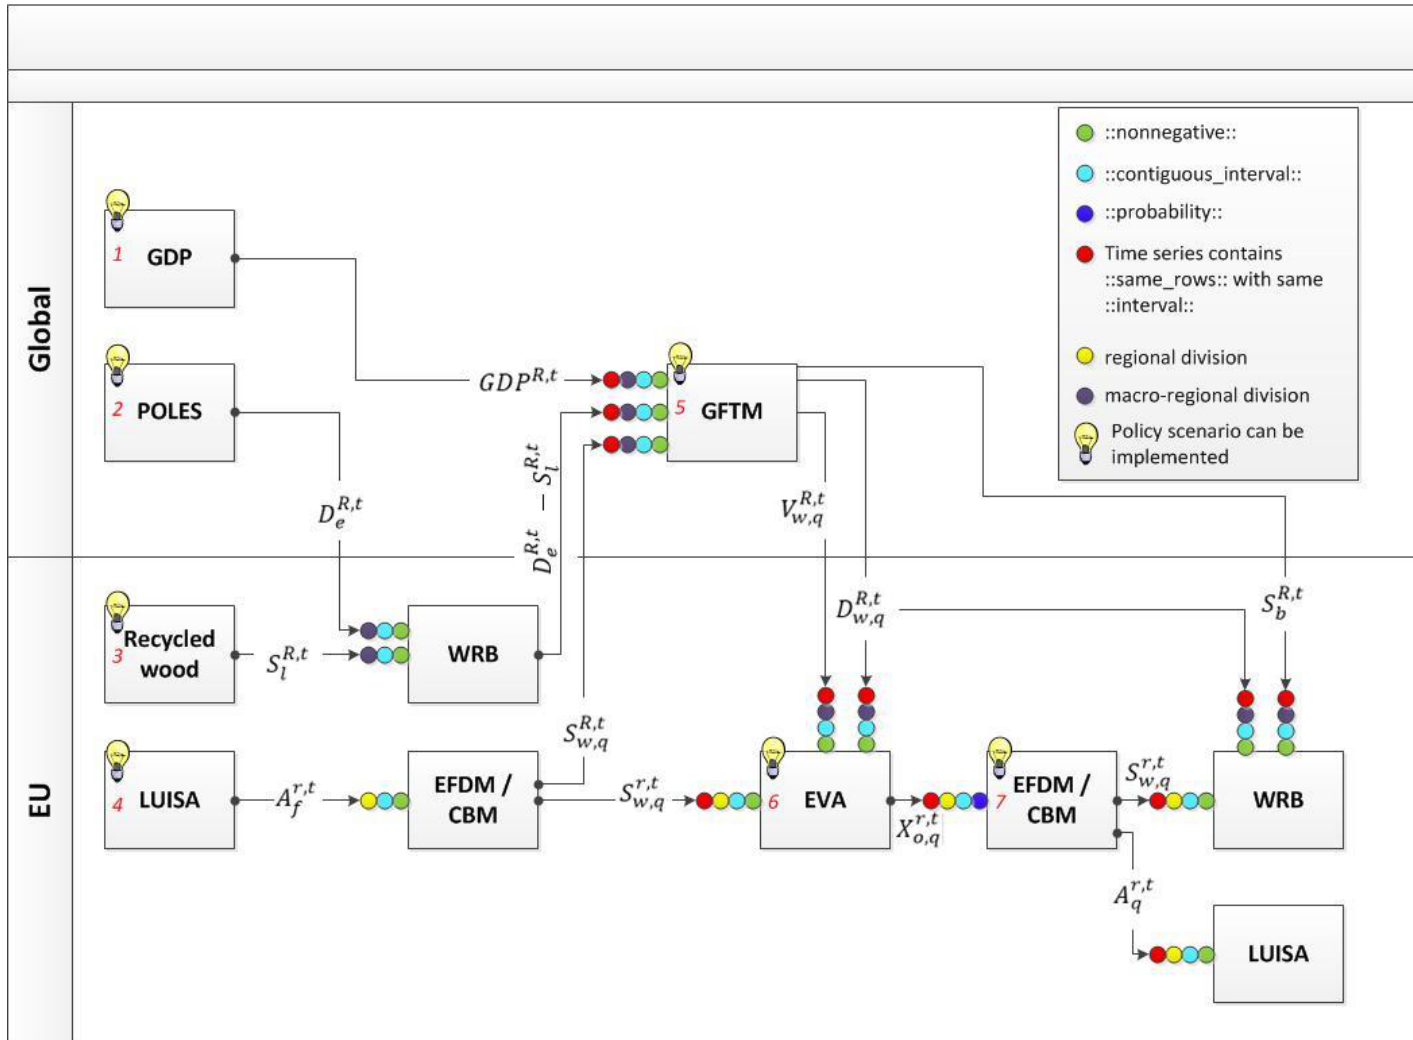 ::nonnegative::
::contiguous_interval::
::probability::
Time series contains
::same_rows:: with same
::interval::
regional division
macro-regional division
Policy scenario can be
implemented
Global
1
GDP
GDP^{R,t}
2
POLES
5
GFTM
D_e^{R,t}
D_e^{R,t} − S_l^{R,t}
V_{w,q}^{R,t}
EU
3
Recycled
wood
S_l^{R,t}
WRB
D_{w,q}^{R,t}
S_b^{R,t}
S_{w,q}^{R,t}
4
LUISA
A_f^{r,t}
EFDM /
CBM
S_{w,q}^{r,t}
6
EVA
X_{o,q}^{r,t}
7
EFDM /
CBM
S_{w,q}^{r,t}
WRB
A_q^{r,t}
LUISA